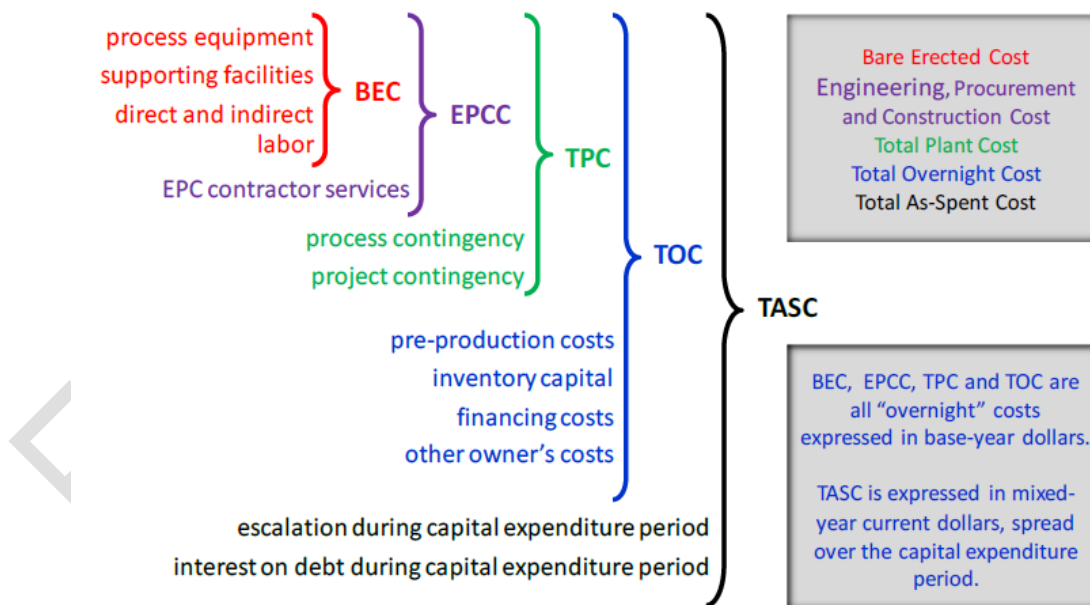 process equipment
supporting facilities
direct and indirect
labor
BEC
EPC contractor services
EPCC
process contingency
project contingency
TPC
pre-production costs
inventory capital
financing costs
other owner's costs
TOC
escalation during capital expenditure period
interest on debt during capital expenditure period
TASC
Bare Erected Cost
Engineering, Procurement
and Construction Cost
Total Plant Cost
Total Overnight Cost
Total As-Spent Cost
BEC, EPCC, TPC and TOC are
all “overnight” costs
expressed in base-year dollars.
TASC is expressed in mixed-
year current dollars, spread
over the capital expenditure
period.